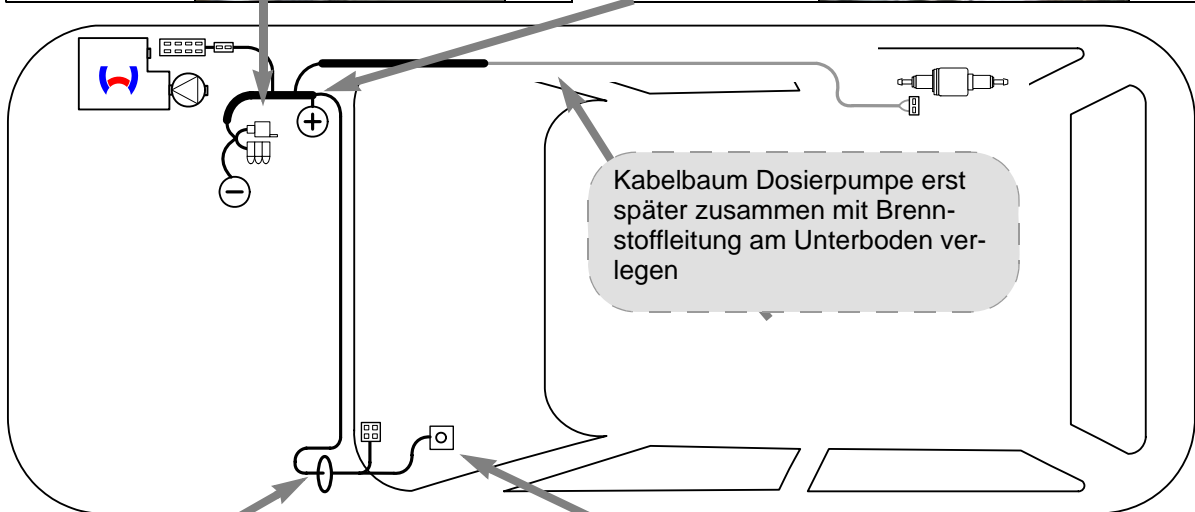 +
−
Kabelbaum Dosierpumpe erst
später zusammen mit Brenn-
stoffleitung am Unterboden ver-
legen